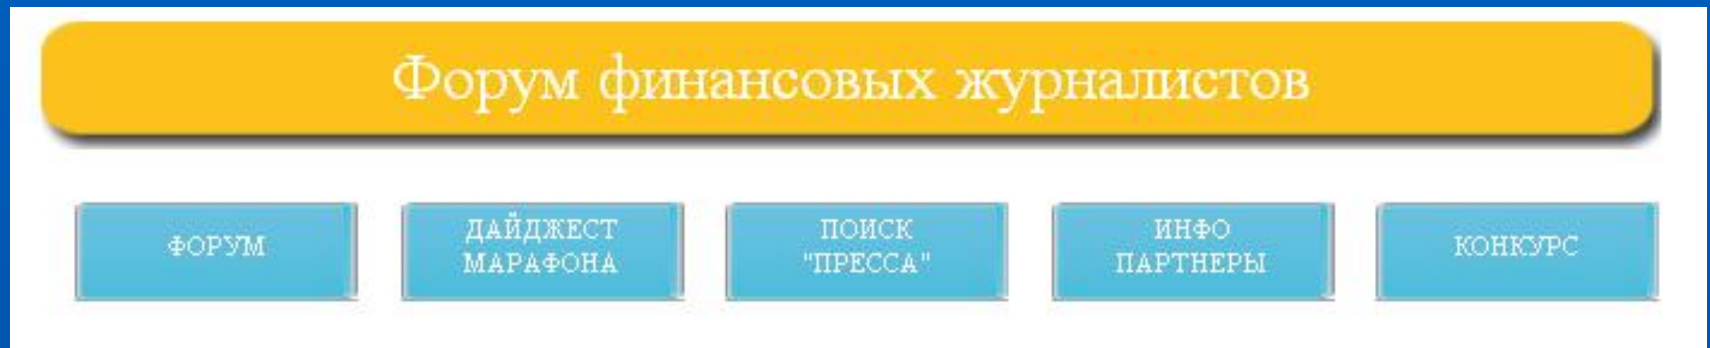 Форум финансовых журналистов
ФОРУМ
ДАЙДЖЕСТ
МАРАФОНА
ПОИСК
"ПРЕССА"
ИНФО
ПАРТНЕРЫ
КОНКУРС